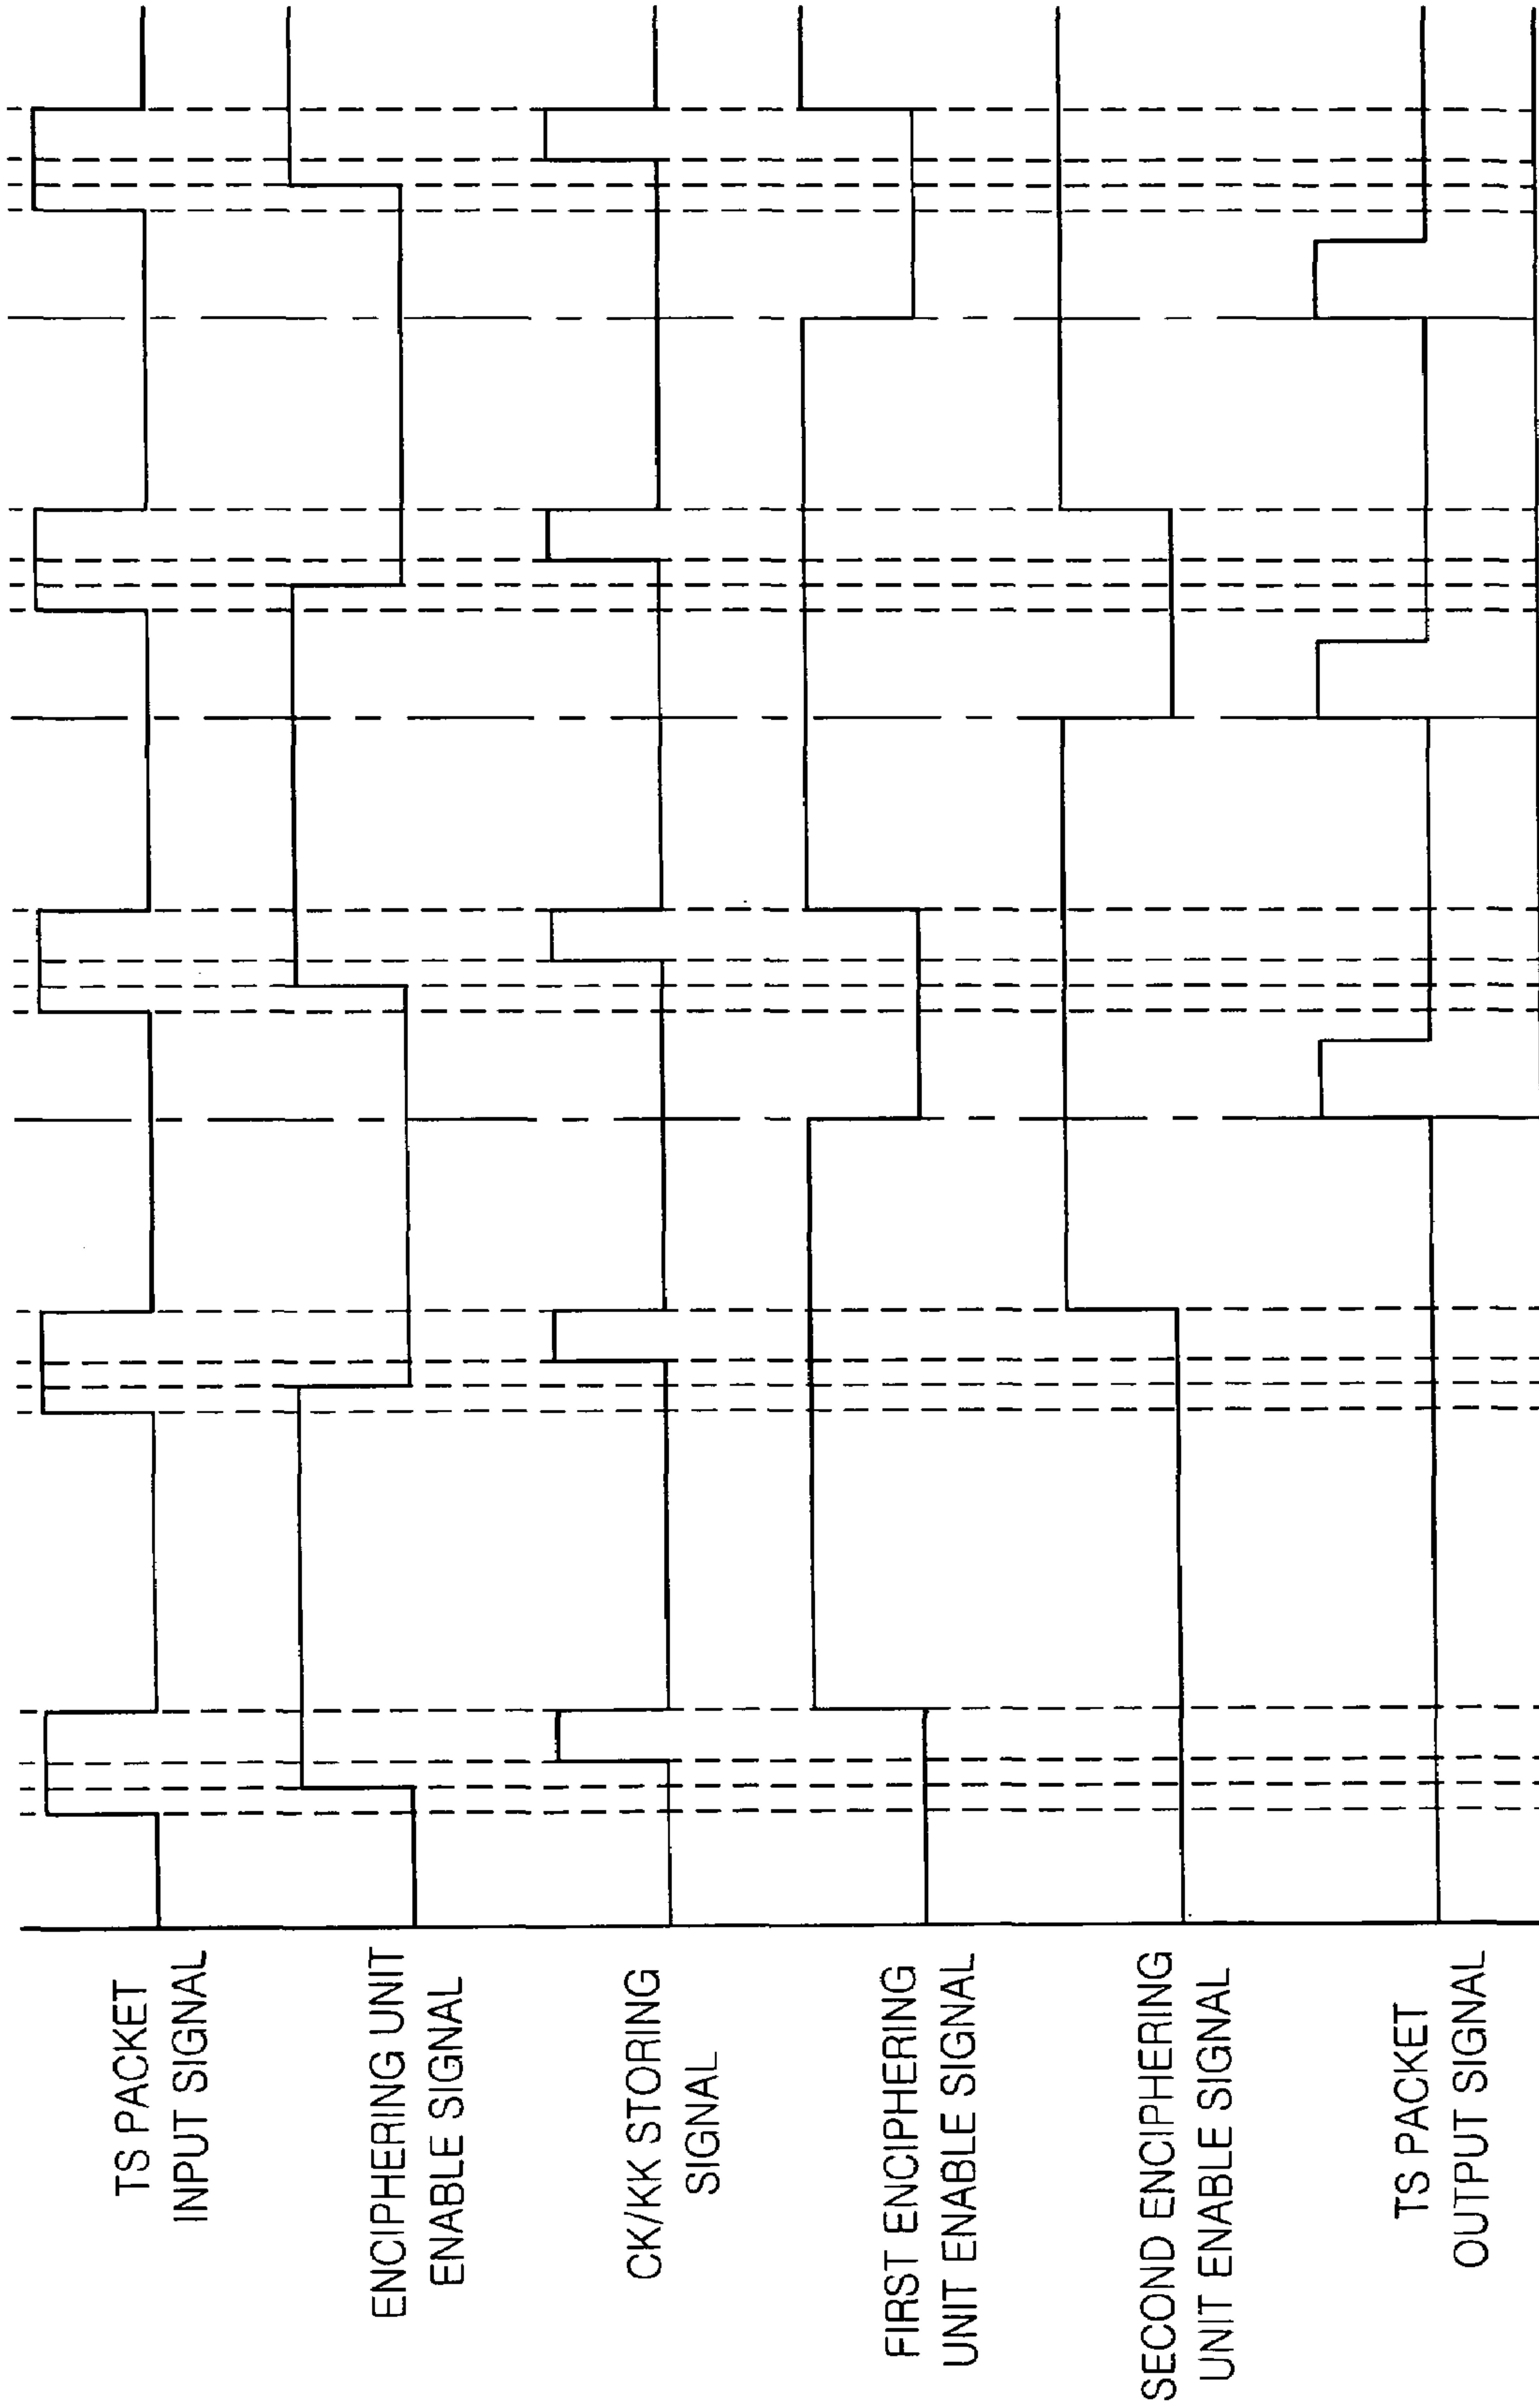 TS PACKET
INPUT SIGNAL
ENCIPHERING UNIT
ENABLE SIGNAL
CK/KK STORING
SIGNAL
FIRST ENCIPHERING
UNIT ENABLE SIGNAL
SECOND ENCIPHERING
UNIT ENABLE SIGNAL
TS PACKET
OUTPUT SIGNAL